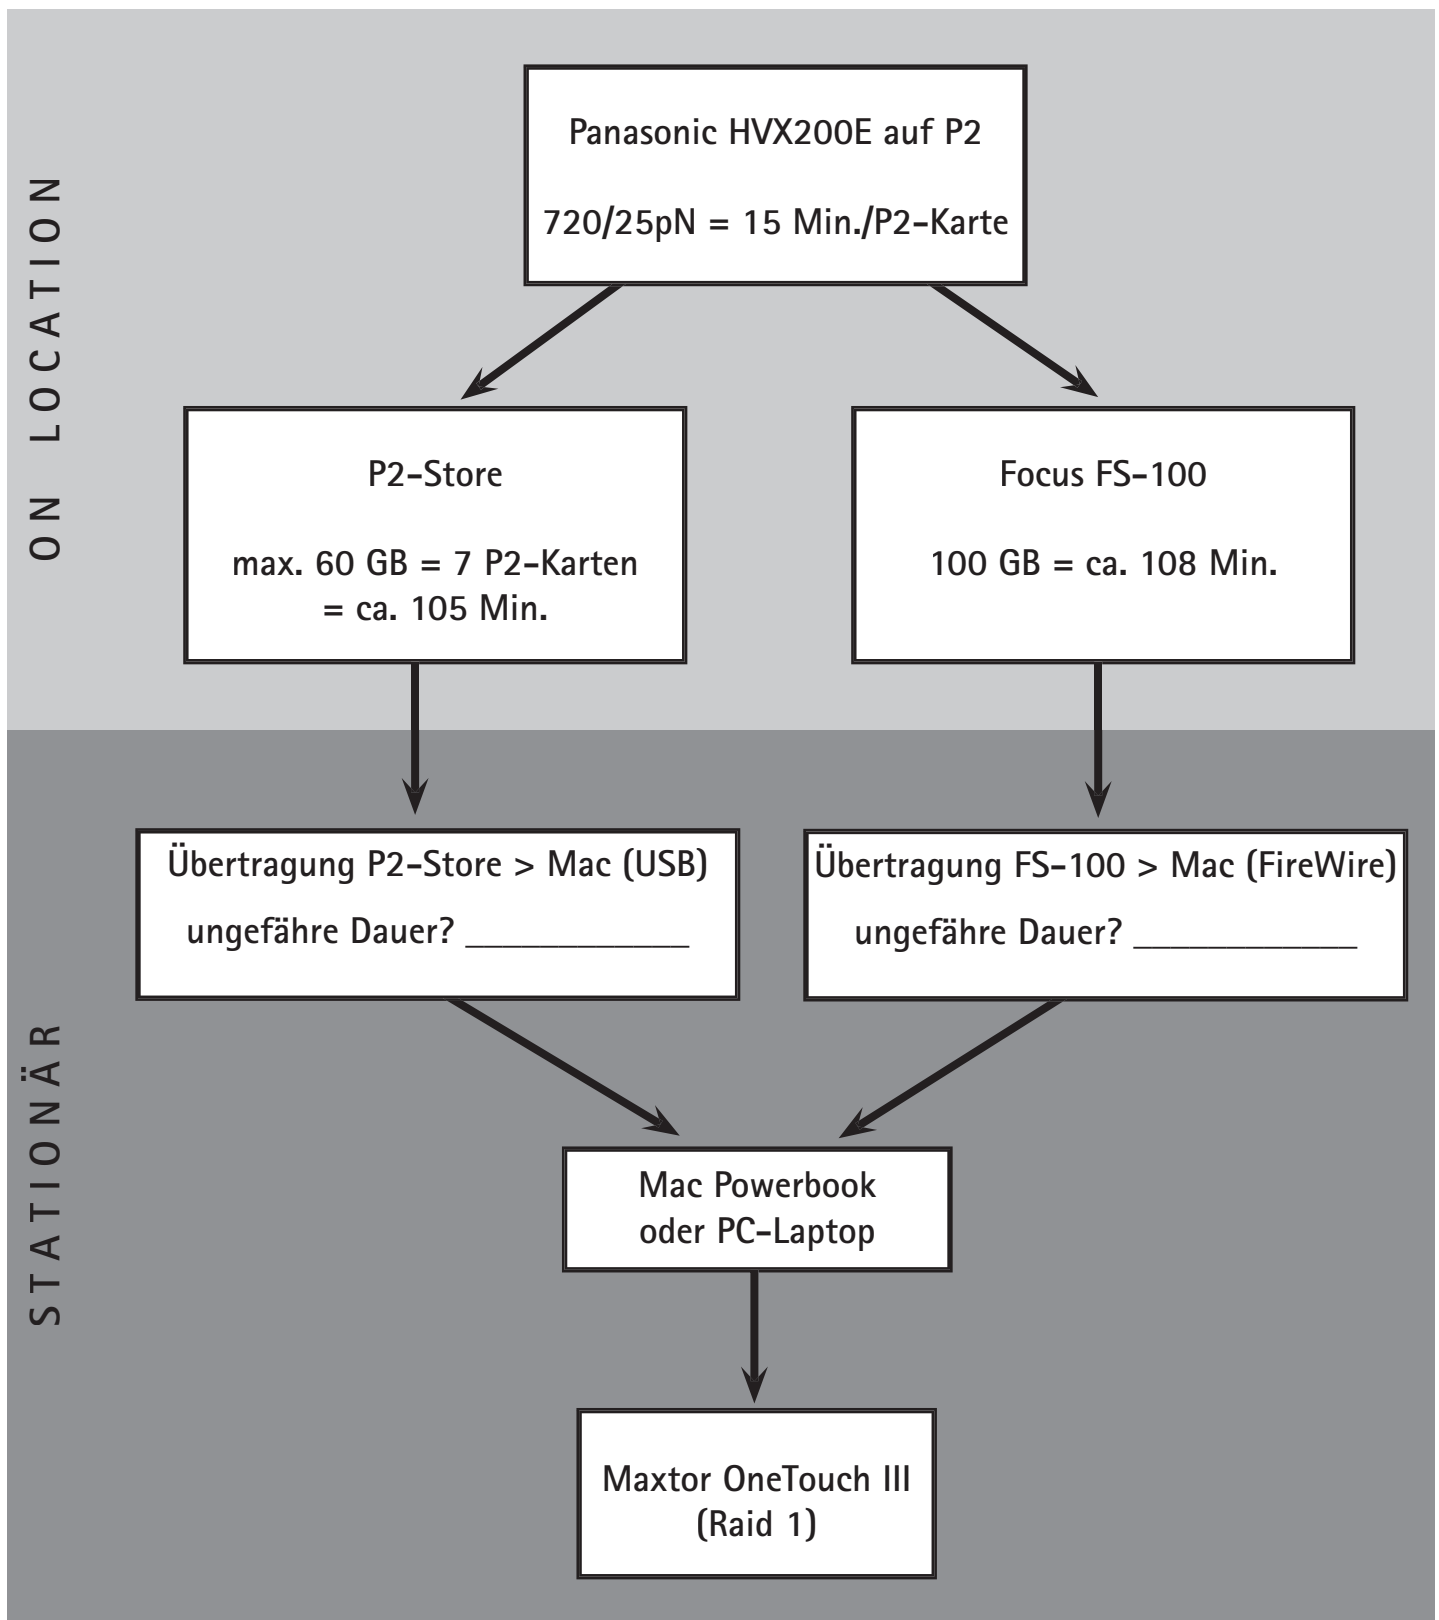 ON LOCATION
Panasonic HVX200E auf P2
720/25pN = 15 Min./P2-Karte
P2-Store
max. 60 GB = 7 P2-Karten
= ca. 105 Min.
Focus FS-100
100 GB = ca. 108 Min.
STATIONÄR
Übertragung P2-Store > Mac (USB)
ungefähre Dauer? ____________
Übertragung FS-100 > Mac (FireWire)
ungefähre Dauer? ____________
Mac Powerbook
oder PC-Laptop
Maxtor OneTouch III
(Raid 1)